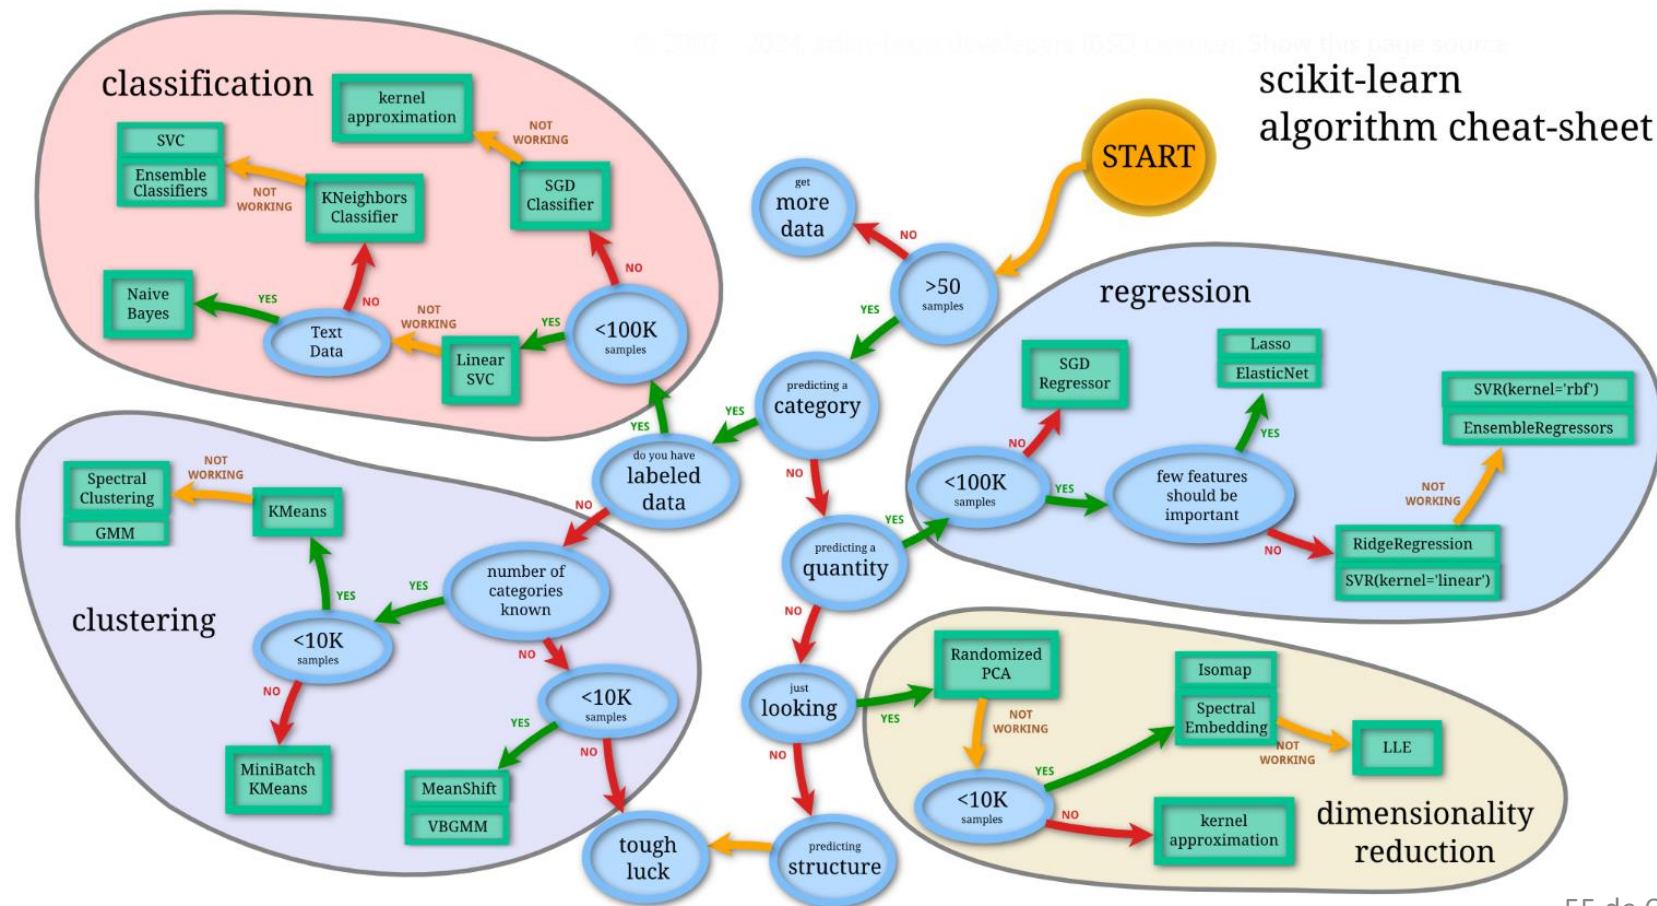 scikit-learn
algorithm cheat-sheet
START
>50
samples
NO
get
more
data
YES
predicting a
category
YES
do you have
labeled
data
YES
classification
<100K
samples
NO
SGD
Classifier
NOT
WORKING
kernel
approximation
YES
Linear
SVC
NOT
WORKING
Text
Data
YES
Naive
Bayes
NO
KNeighbors
Classifier
NOT
WORKING
SVC
Ensemble
Classifiers
NO
clustering
number of
categories
known
YES
<10K
samples
YES
KMeans
NOT
WORKING
Spectral
Clustering
GMM
NO
MiniBatch
KMeans
NO
<10K
samples
YES
MeanShift
VBGMM
NO
tough
luck
NO
predicting a
quantity
YES
regression
<100K
samples
NO
SGD
Regressor
YES
few features
should be
important
YES
Lasso
ElasticNet
NO
RidgeRegression
SVR(kernel='linear')
NOT
WORKING
SVR(kernel='rbf')
EnsembleRegressors
NO
just
looking
YES
dimensionality
reduction
Randomized
PCA
NOT
WORKING
<10K
samples
YES
Isomap
Spectral
Embedding
NOT
WORKING
LLE
NO
kernel
approximation
NO
predicting
structure
55 de